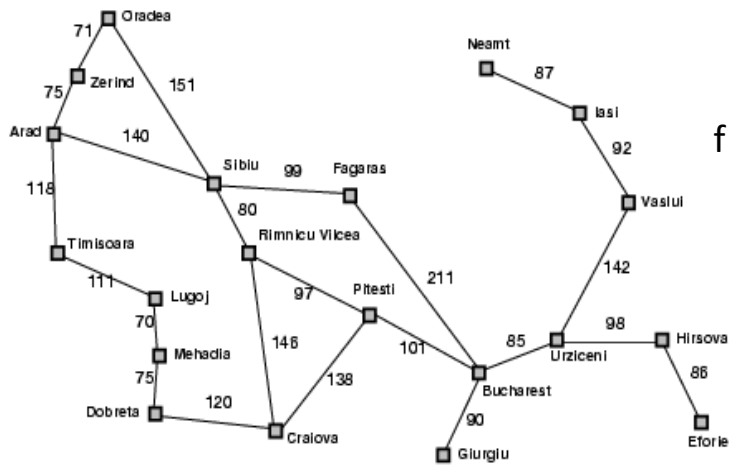 Oradea
71
Neamt
Zerind
87
75
151
Iasi
Arad
140
92
f
Sibiu
99
Fagaras
118
80
Vaslui
Rimnicu Vilcea
Timisoara
142
111
211
Lugoj
97
Pitesti
70
98
Hirsova
146
85
Mehadia
101
Urziceni
138
86
75
Bucharest
120
Dobreta
90
Craiova
Eforie
Giurgiu